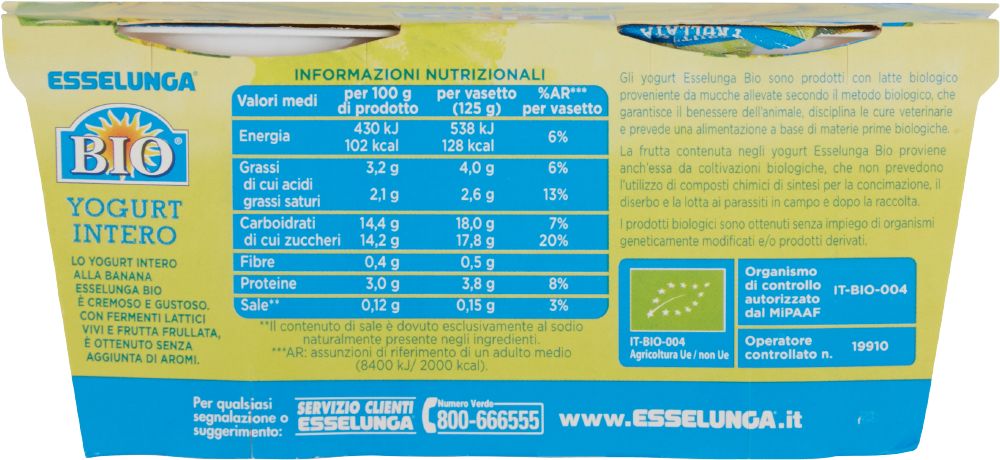 FRULLATA
ESSELUNGA®
BIO®
YOGURT
INTERO
LO YOGURT INTERO
ALLA BANANA
ESSELUNGA BIO
È CREMOSO E GUSTOSO.
CON FERMENTI LATTICI
VIVI E FRUTTA FRULLATA,
È OTTENUTO SENZA
AGGIUNTA DI AROMI.
INFORMAZIONI NUTRIZIONALI
Valori medi per 100 g di prodotto per vasetto (125 g) %AR*** per vasetto
Energia 430 kJ 538 kJ 6%
102 kcal 128 kcal
Grassi 3,2 g 4,0 g 6%
di cui acidi
grassi saturi 2,1 g 2,6 g 13%
Carboidrati 14,4 g 18,0 g 7%
di cui zuccheri 14,2 g 17,8 g 20%
Fibre 0,4 g 0,5 g
Proteine 3,0 g 3,8 g 8%
Sale** 0,12 g 0,15 g 3%
**Il contenuto di sale è dovuto esclusivamente al sodio
naturalmente presente negli ingredienti.
***AR: assunzioni di riferimento di un adulto medio
(8400 kJ/ 2000 kcal).
Gli yogurt Esselunga Bio sono prodotti con latte biologico
proveniente da mucche allevate secondo il metodo biologico, che
garantisce il benessere dell'animale, disciplina le cure veterinarie
e prevede una alimentazione a base di materie prime biologiche.
La frutta contenuta negli yogurt Esselunga Bio proviene
anch'essa da coltivazioni biologiche, che non prevedono
l'utilizzo di composti chimici di sintesi per la concimazione, il
diserbo e la lotta ai parassiti in campo e dopo la raccolta.
I prodotti biologici sono ottenuti senza impiego di organismi
geneticamente modificati e/o prodotti derivati.
IT-BIO-004
Agricoltura Ue / non Ue
Organismo
di controllo
autorizzato
dal MiPAAF
IT-BIO-004
Operatore
controllato n.
19910
Per qualsiasi
segnalazione o
suggerimento:
SERVIZIO CLIENTI
ESSELUNGA
Numero Verde
800-666555
www.ESSELUNGA.it